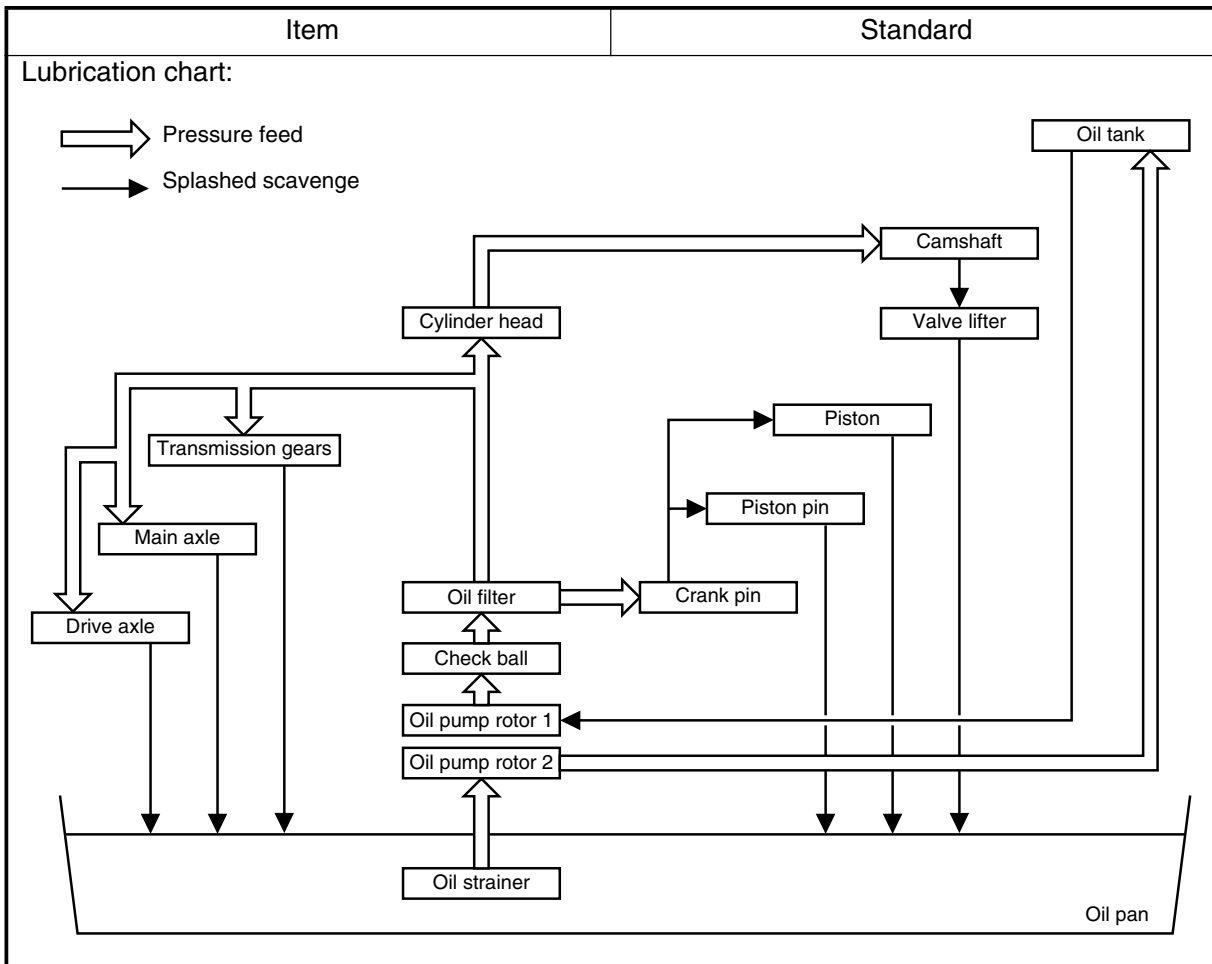 Item
Standard
Lubrication chart:
Pressure feed
Splashed scavenge
Oil tank
Camshaft
Cylinder head
Valve lifter
Piston
Transmission gears
Piston pin
Main axle
Oil filter
Crank pin
Drive axle
Check ball
Oil pump rotor 1
Oil pump rotor 2
Oil strainer
Oil pan